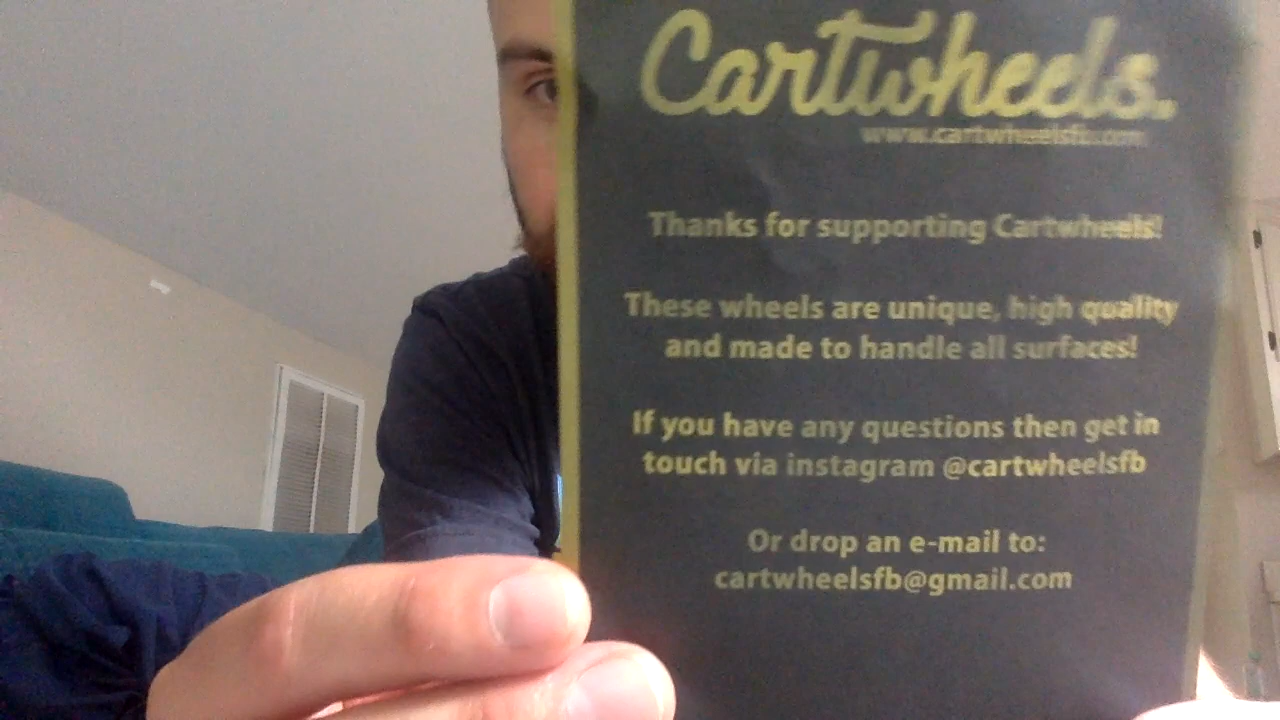 Cartwheels.
www.cartwheelsfb.com
Thanks for supporting Cartwheels!
These wheels are unique, high quality
and made to handle all surfaces!
If you have any questions then get in
touch via instagram @cartwheelsfb
Or drop an e-mail to:
cartwheelsfb@gmail.com